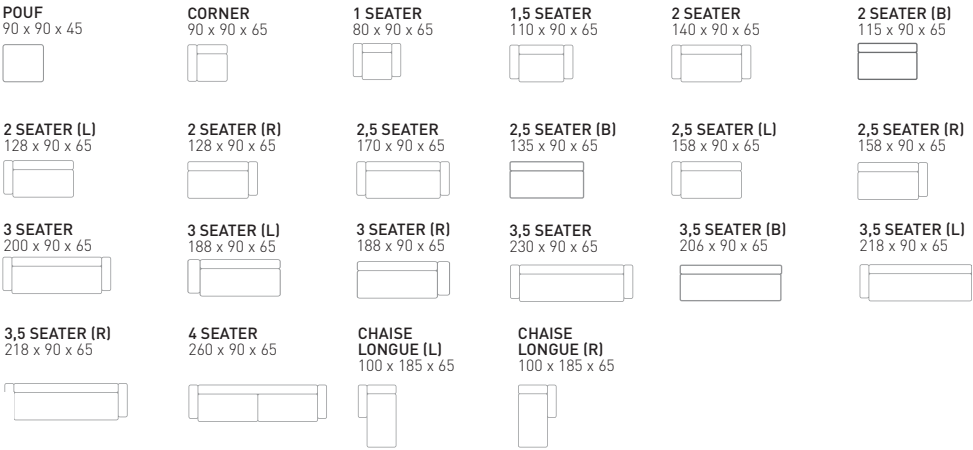 POUF
90 x 90 x 45
CORNER
90 x 90 x 65
1 SEATER
80 x 90 x 65
1,5 SEATER
110 x 90 x 65
2 SEATER
140 x 90 x 65
2 SEATER (B)
115 x 90 x 65
2 SEATER (L)
128 x 90 x 65
2 SEATER (R)
128 x 90 x 65
2,5 SEATER
170 x 90 x 65
2,5 SEATER (B)
135 x 90 x 65
2,5 SEATER (L)
158 x 90 x 65
2,5 SEATER (R)
158 x 90 x 65
3 SEATER
200 x 90 x 65
3 SEATER (L)
188 x 90 x 65
3 SEATER (R)
188 x 90 x 65
3,5 SEATER
230 x 90 x 65
3,5 SEATER (B)
206 x 90 x 65
3,5 SEATER (L)
218 x 90 x 65
3,5 SEATER (R)
218 x 90 x 65
4 SEATER
260 x 90 x 65
CHAISE
LONGUE (L)
100 x 185 x 65
CHAISE
LONGUE (R)
100 x 185 x 65